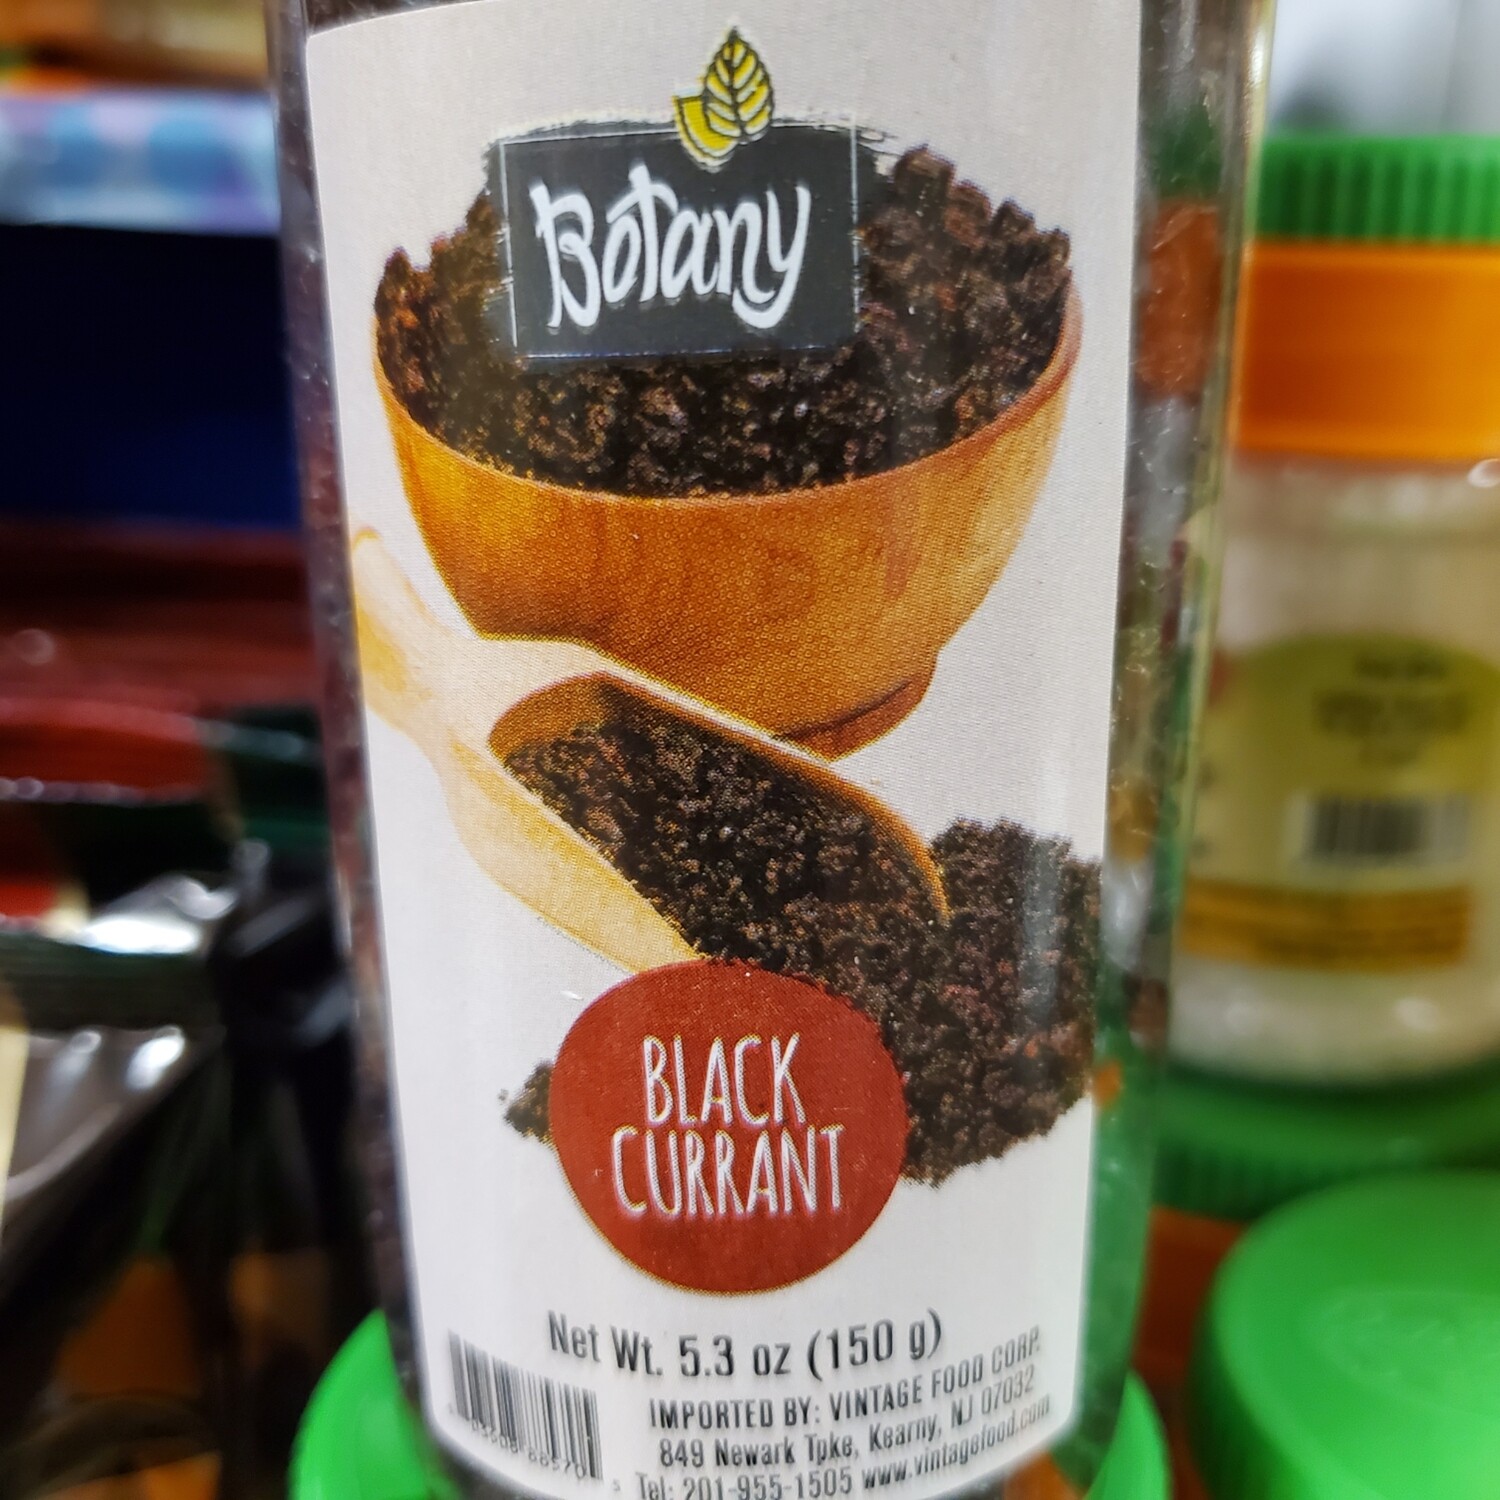 Botany
BLACK
CURRANT
Net Wt. 5.3 oz (150 g)
IMPORTED BY: VINTAGE FOOD CORP.
849 Newark Tpke, Kearny, NJ 07032
Tel: 201-955-1505 www.vintagefood.com